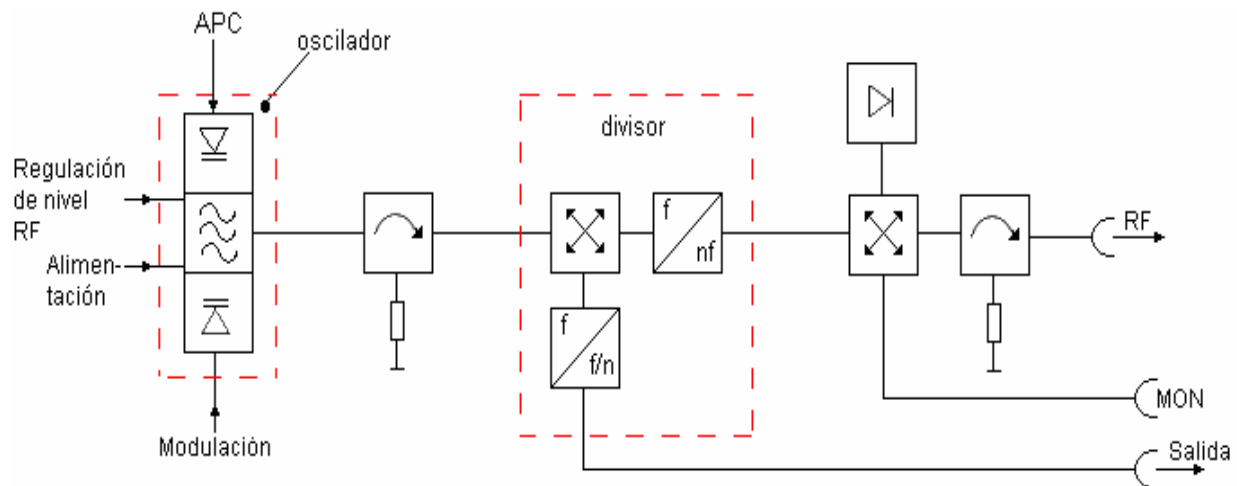 APC
oscilador
divisor
Regulación
de nivel
RF
Alimen-
tación
f
nf
f
f/n
RF
MON
Modulación
Salida